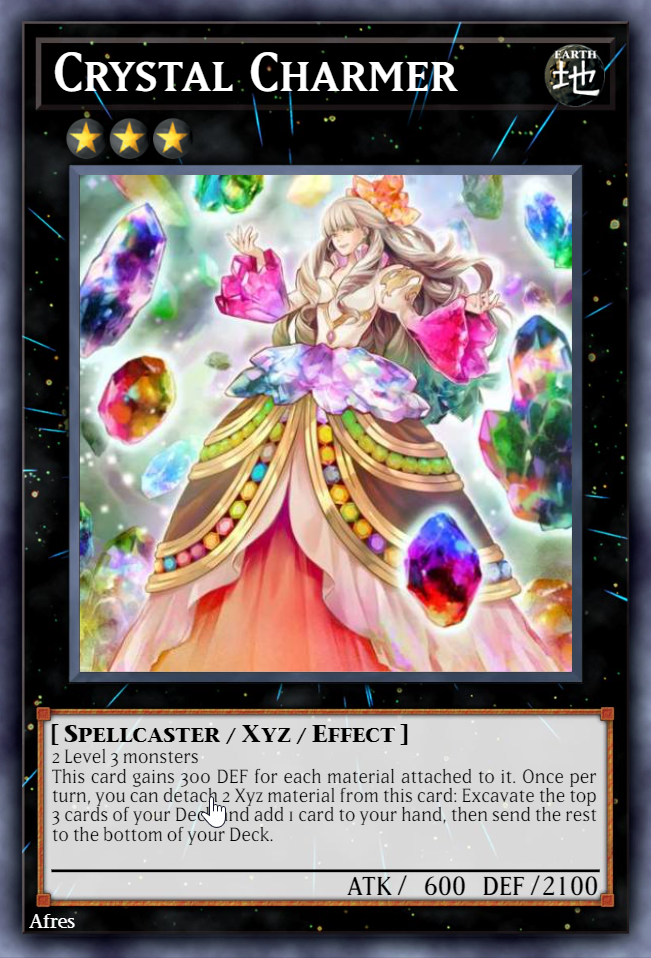 Crystal Charmer
EARTH
地
[ Spellcaster / Xyz / Effect ]
2 Level 3 monsters
This card gains 300 DEF for each material attached to it. Once per
turn, you can detach 2 Xyz material from this card: Excavate the top
3 cards of your Deck and add 1 card to your hand, then send the rest
to the bottom of your Deck.
ATK / 600 DEF / 2100
Afres